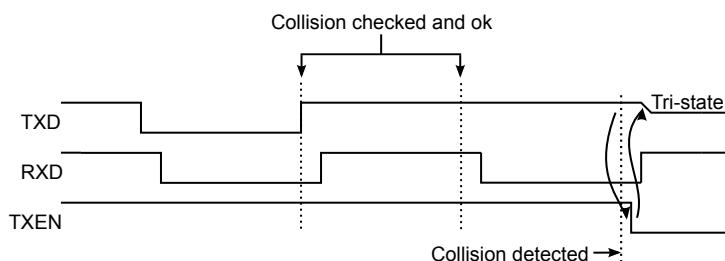 Collision checked and ok
Tri-state
TXD
RXD
TXEN
Collision detected